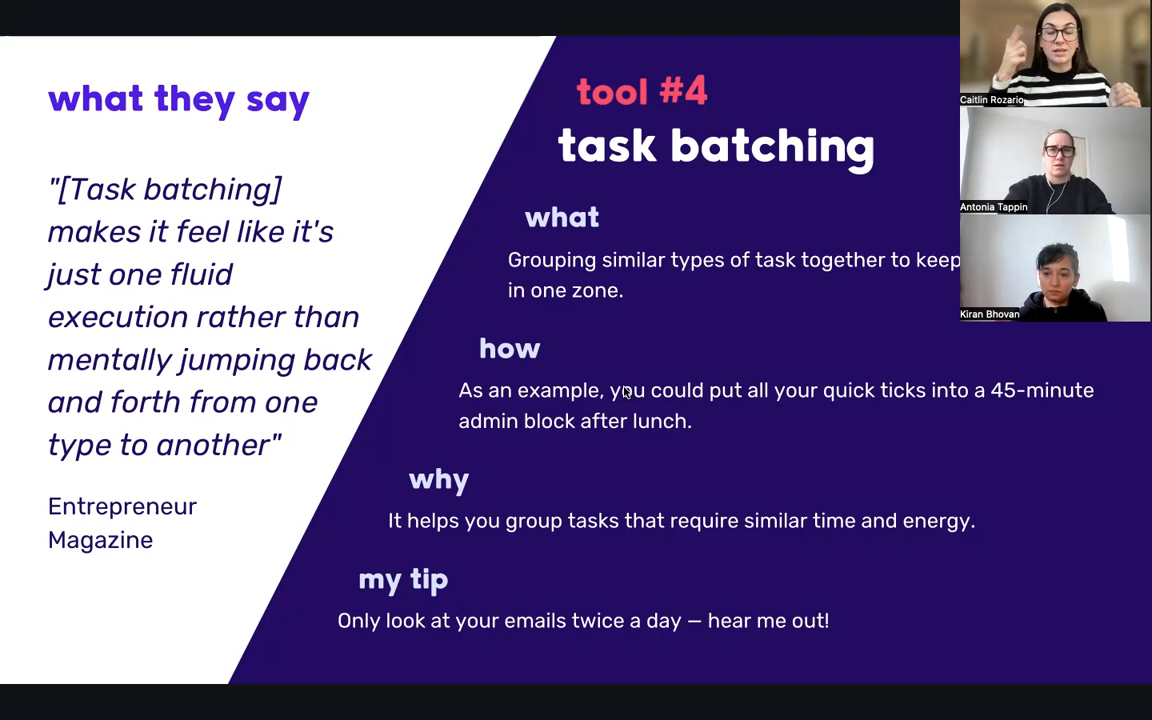 what they say
"[Task batching]
makes it feel like it's
just one fluid
execution rather than
mentally jumping back
and forth from one
type to another"
Entrepreneur
Magazine
tool #4
task batching
what
Grouping similar types of task together to keep
in one zone.
how
As an example, you could put all your quick ticks into a 45-minute
admin block after lunch.
why
It helps you group tasks that require similar time and energy.
my tip
Only look at your emails twice a day – hear me out!
Caitlin Rozario
Antonia Tappin
Kiran Bhovan